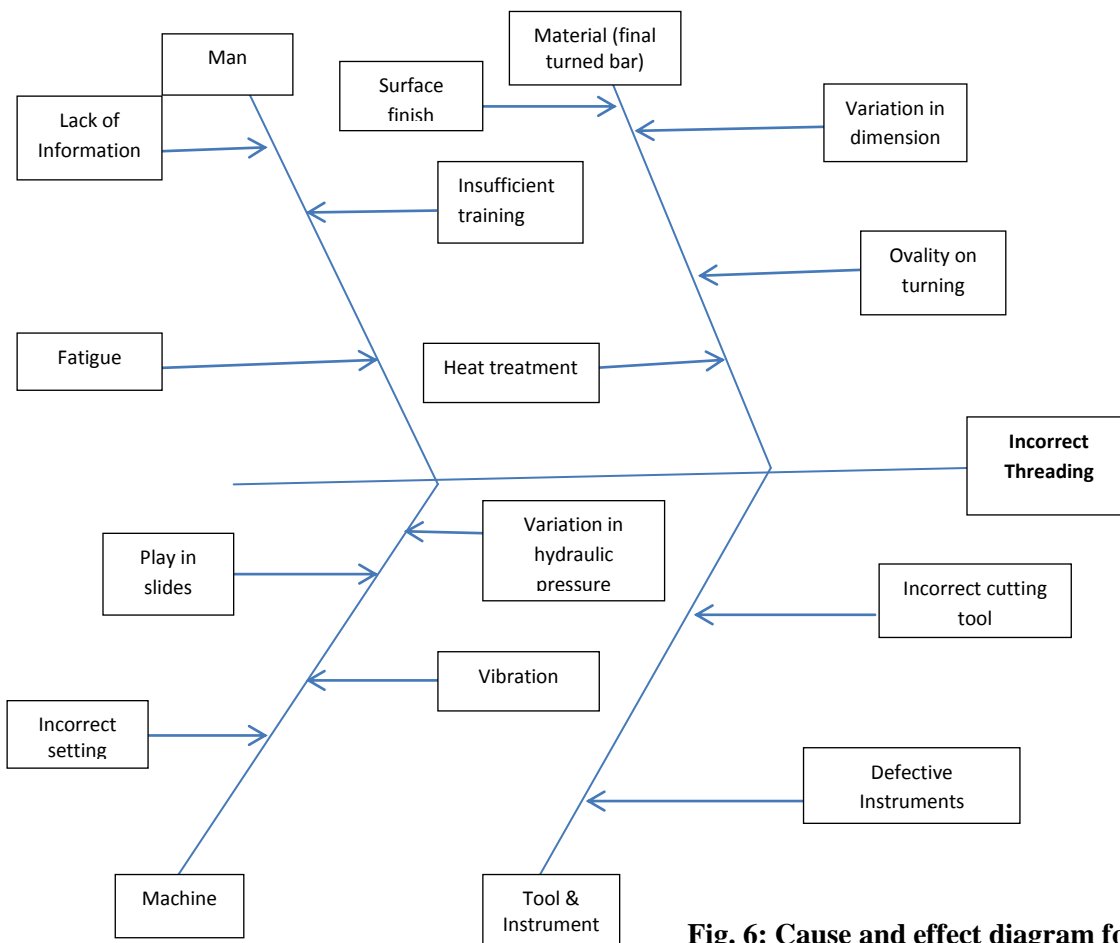 Man
Material (final
turned bar)
Surface
finish
Lack of
Information
Variation in
dimension
Insufficient
training
Ovality on
turning
Fatigue
Heat treatment
Incorrect
Threading
Variation in
hydraulic
pressure
Play in
slides
Incorrect cutting
tool
Vibration
Incorrect
setting
Defective
Instruments
Machine
Tool &
Instrument
Fig. 6: Cause and effect diagram fo